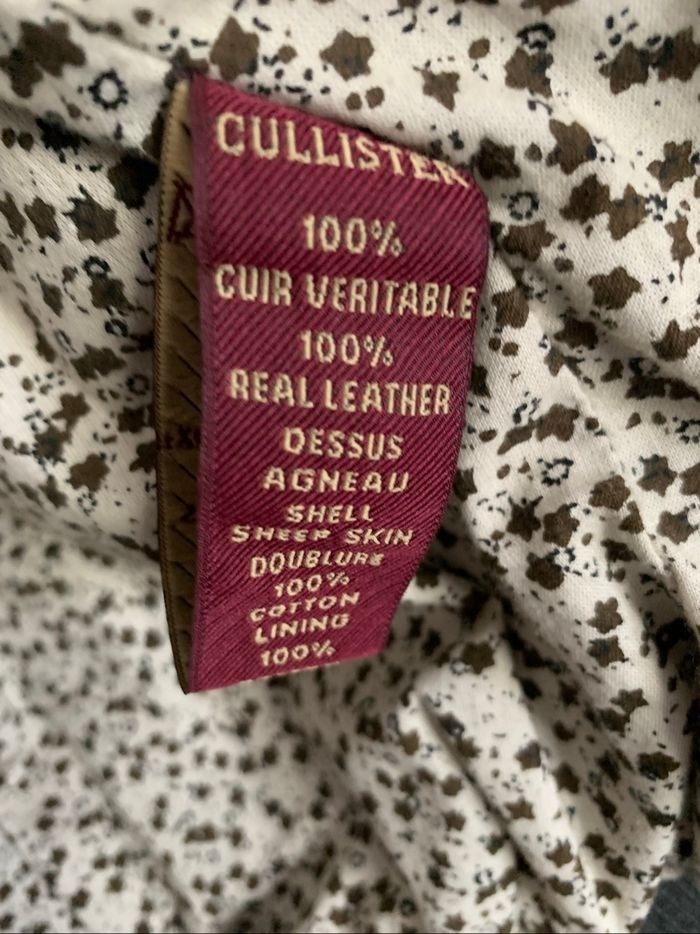 CULLISTER
100%
CUIR VERITABLE
100%
REAL LEATHER
DESSUS
AGNEAU
SHELL
SHEEP SKIN
DOUBLURE
100%
COTTON
LINING
100%